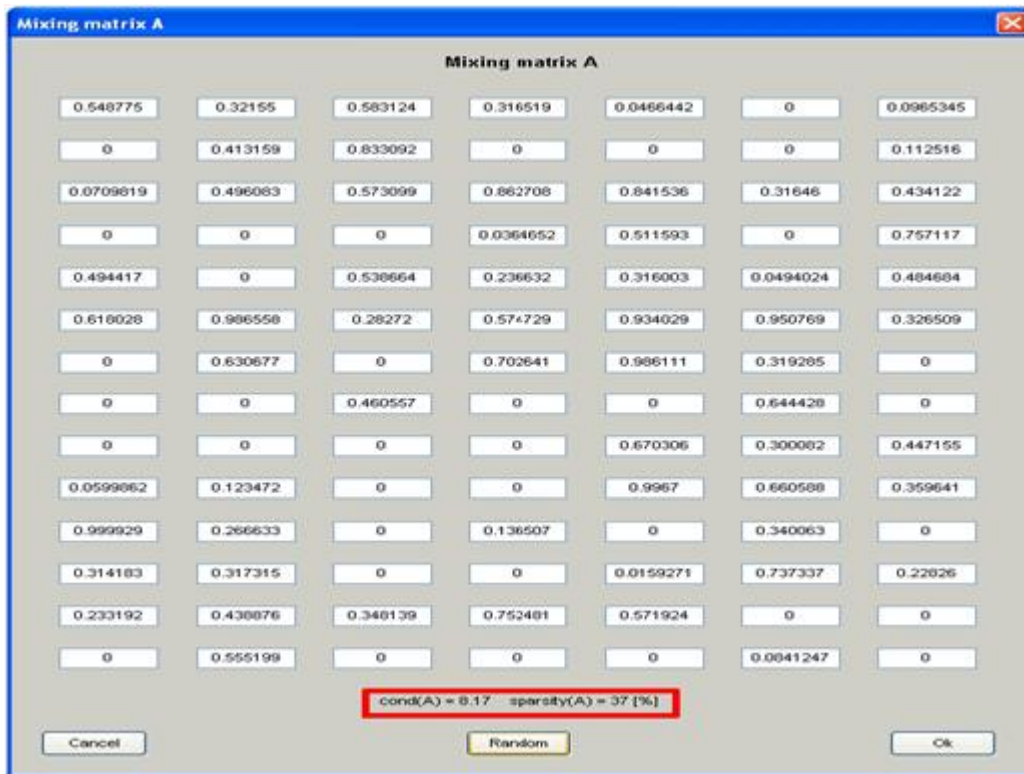 Mixing matrix A
Mixing matrix A
0.548775 0.32155 0.583124 0.316519 0.0466442 0 0.0965345
0 0.413159 0.833092 0 0 0 0.112516
0.0709819 0.496083 0.573099 0.862708 0.841536 0.31646 0.434122
0 0 0 0.0364652 0.511593 0 0.757117
0.494417 0 0.538664 0.236632 0.316003 0.0494024 0.484684
0.618028 0.986558 0.28272 0.574729 0.934029 0.950769 0.326509
0 0.630677 0 0.702641 0.986111 0.319285 0
0 0 0.460557 0 0 0.644428 0
0 0 0 0 0.670306 0.300082 0.447155
0.0599862 0.123472 0 0 0.9967 0.660588 0.359641
0.999929 0.266633 0 0.136507 0 0.340063 0
0.314183 0.317315 0 0 0.0159271 0.737337 0.22826
0.233192 0.438876 0.348139 0.752481 0.571924 0 0
0 0.555199 0 0 0 0.0841247 0
cond(A) = 8.17 sparsity(A) = 37 [%]
Cancel Random Ok